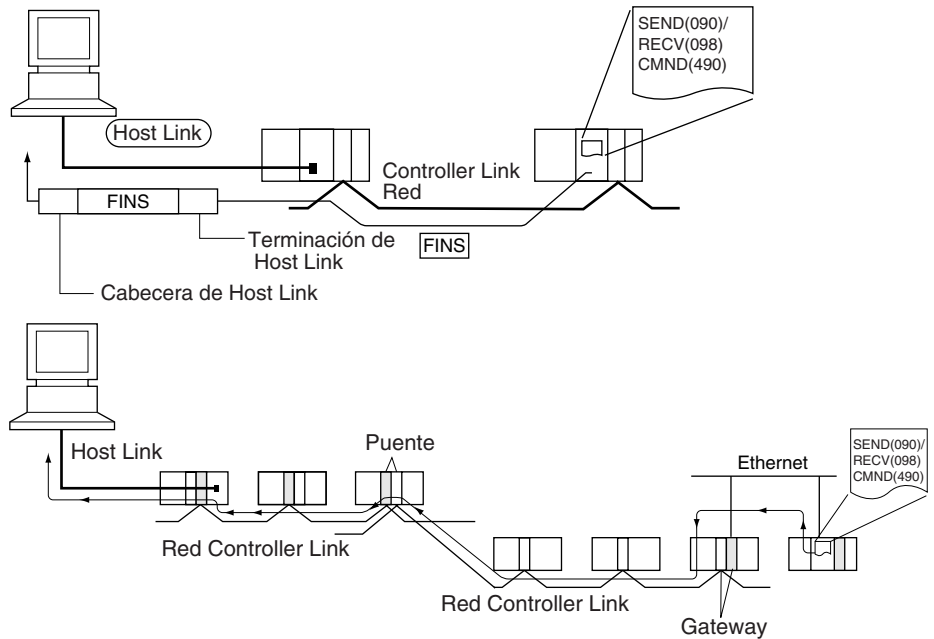 SEND(090)/
RECV(098)
CMND(490)
Host Link
Controller Link
Red
FINS
Terminación de
Host Link
FINS
Cabecera de Host Link
Host Link
Puente
Ethernet
SEND(090)/
RECV(098)
CMND(490)
Red Controller Link
Red Controller Link
Gateway